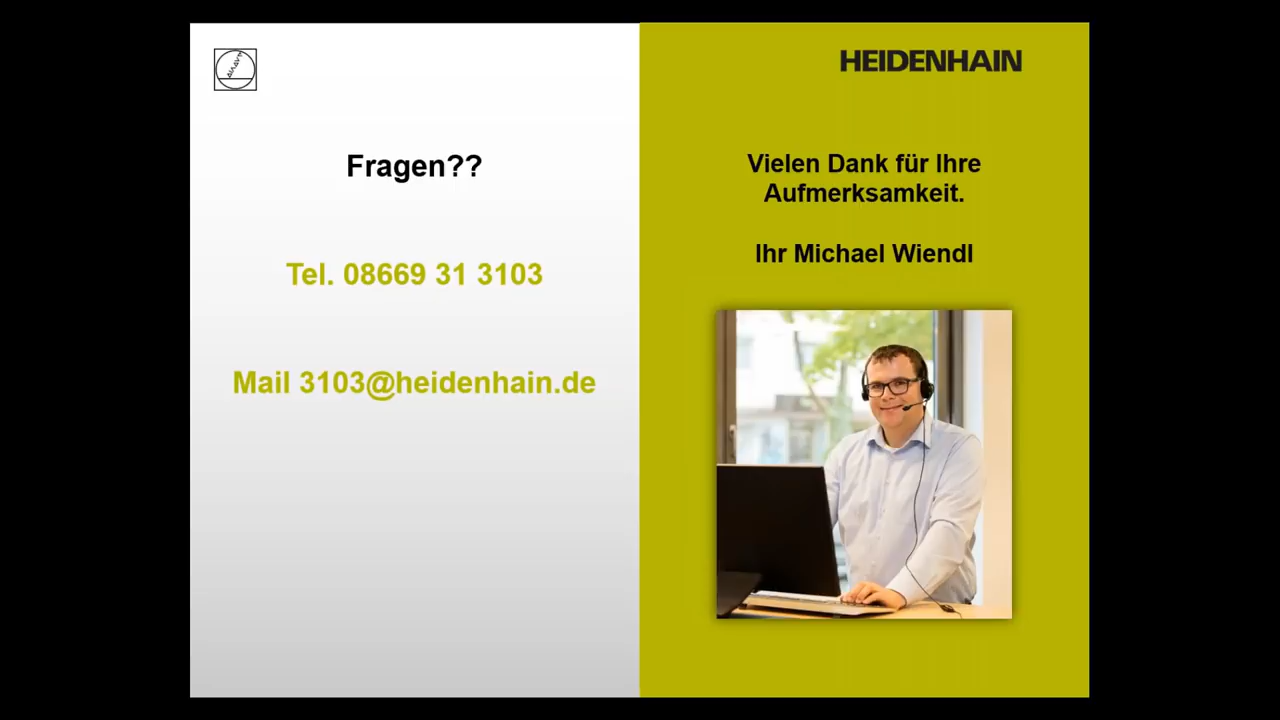 Fragen??
Tel. 08669 31 3103
Mail 3103@heidenhain.de
HEIDENHAIN
Vielen Dank für Ihre
Aufmerksamkeit.
Ihr Michael Wiendl